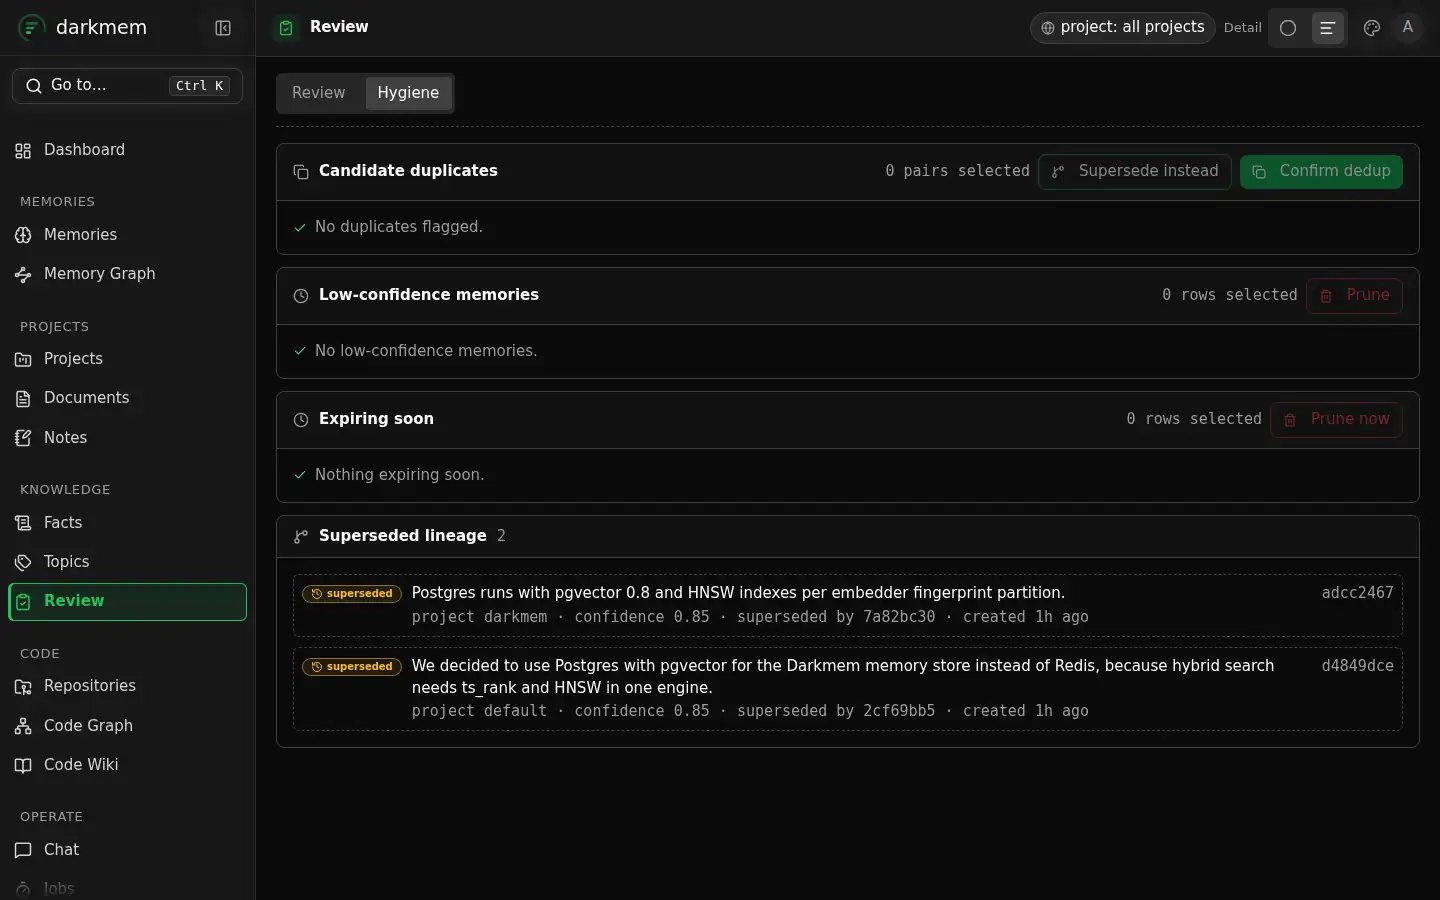 darkmem
Review
project: all projects
Detail
A
Go to...
Ctrl K
Dashboard
MEMORIES
Memories
Memory Graph
PROJECTS
Projects
Documents
Notes
KNOWLEDGE
Facts
Topics
Review
CODE
Repositories
Code Graph
Code Wiki
OPERATE
Chat
Jobs
Review
Hygiene
Candidate duplicates
0 pairs selected
Supersede instead
Confirm dedup
No duplicates flagged.
Low-confidence memories
0 rows selected
Prune
No low-confidence memories.
Expiring soon
0 rows selected
Prune now
Nothing expiring soon.
Superseded lineage 2
superseded
Postgres runs with pgvector 0.8 and HNSW indexes per embedder fingerprint partition.
adcc2467
project darkmem · confidence 0.85 · superseded by 7a82bc30 · created 1h ago
superseded
We decided to use Postgres with pgvector for the Darkmem memory store instead of Redis, because hybrid search
d4849dce
needs ts_rank and HNSW in one engine.
project default · confidence 0.85 · superseded by 2cf69bb5 · created 1h ago